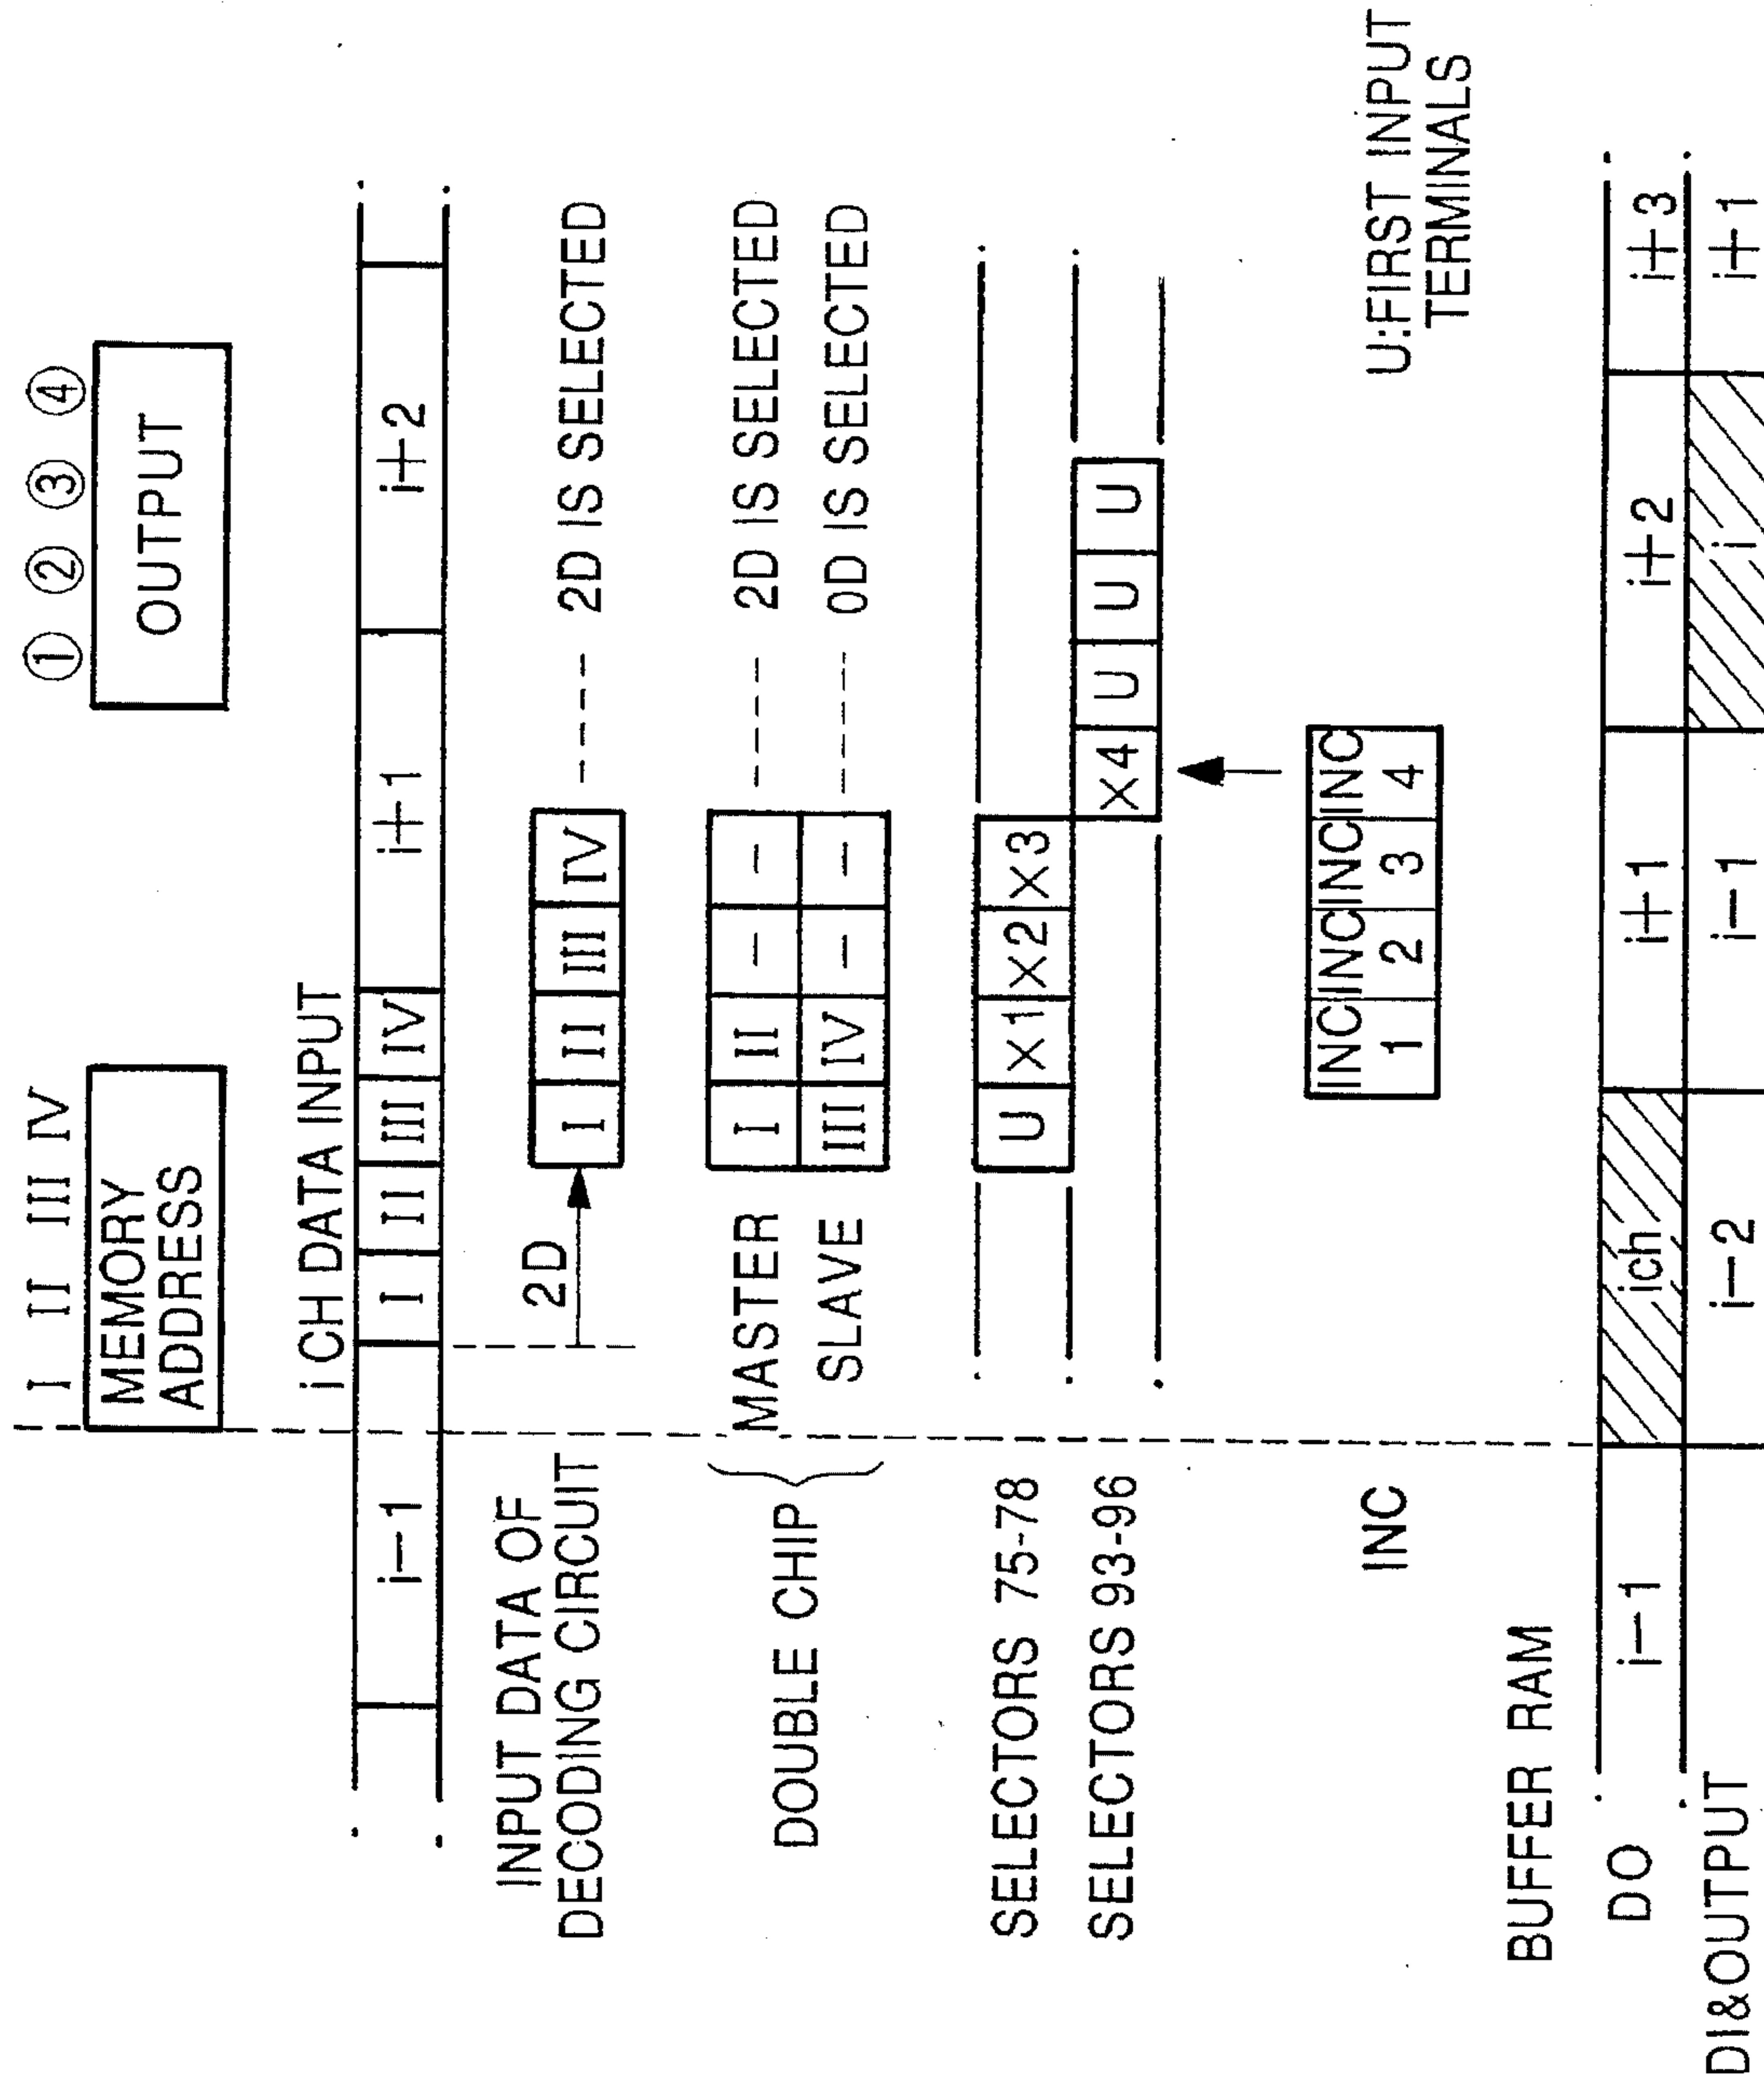 I II III IV
① ② ③ ④
MEMORY
ADDRESS
OUTPUT
i CH DATA INPUT
i−1 I II III IV i+1 i+2
INPUT DATA OF
DECODING CIRCUIT
2D
I II III IV ---- 2D IS SELECTED
DOUBLE CHIP
MASTER I II − − ---- 2D IS SELECTED
SLAVE III IV − − ---- 0D IS SELECTED
SELECTORS 75-78 U ×1 ×2 ×3
SELECTORS 93-96 ×4 U U U
INC
INC INC INC INC
1 2 3 4
U:FIRST INPUT
TERMINALS
BUFFER RAM
DO i−1 ich i+1 i+2 i+3
DI&OUTPUT i−2 i−1 i i+1